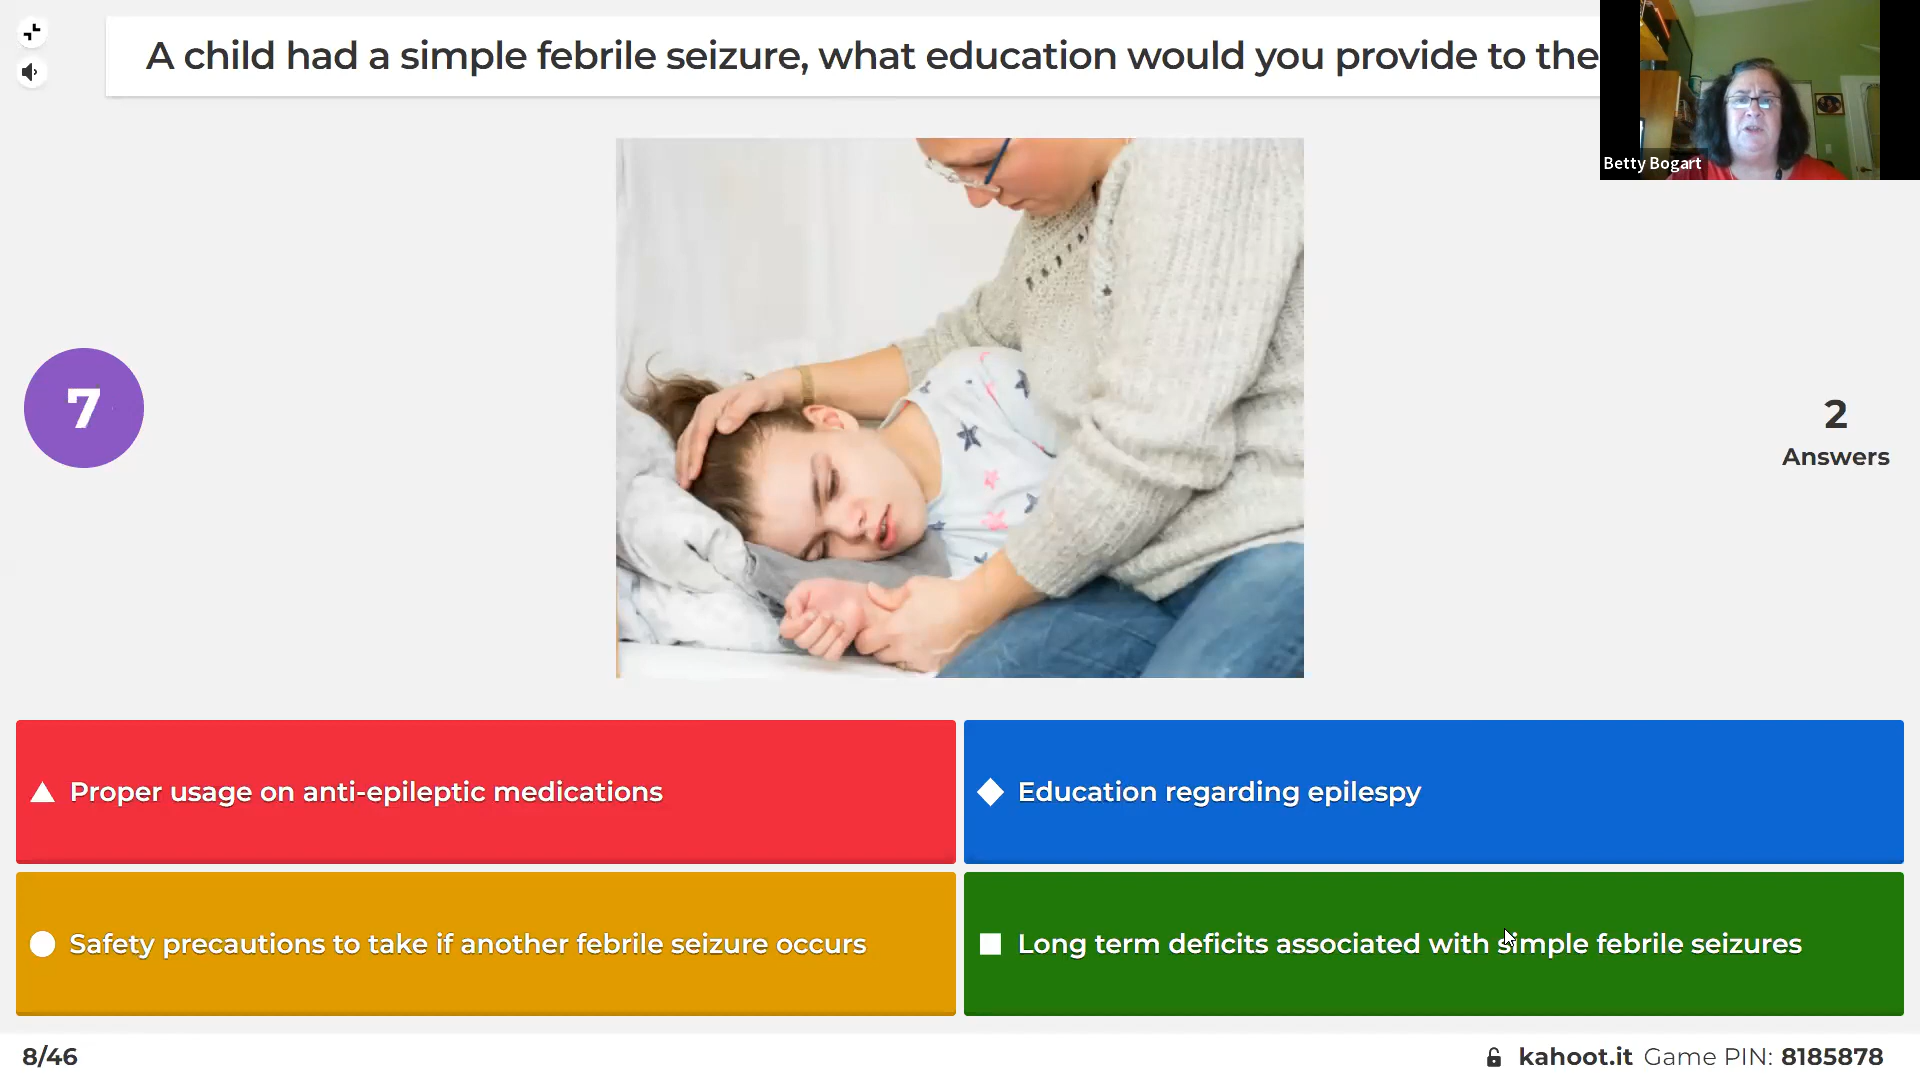 A child had a simple febrile seizure, what education would you provide to the
Betty Bogart
7
2
Answers
Proper usage on anti-epileptic medications
Education regarding epilespy
Safety precautions to take if another febrile seizure occurs
Long term deficits associated with simple febrile seizures
8/46
kahoot.it Game PIN: 8185878